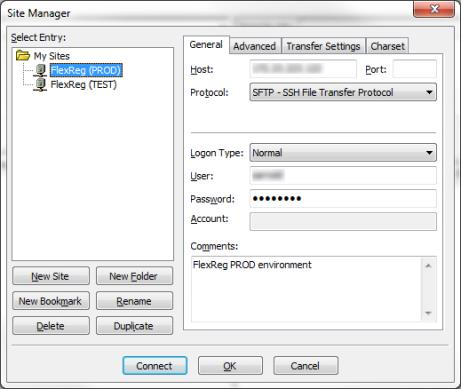 Site Manager
Select Entry:
My Sites
FlexReg (PROD)
FlexReg (TEST)
New Site
New Folder
New Bookmark
Rename
Delete
Duplicate
General
Advanced
Transfer Settings
Charset
Host:
Port:
Protocol:
SFTP - SSH File Transfer Protocol
Logon Type:
Normal
User:
Password:
●●●●●●●●
Account:
Comments:
FlexReg PROD environment
Connect
OK
Cancel